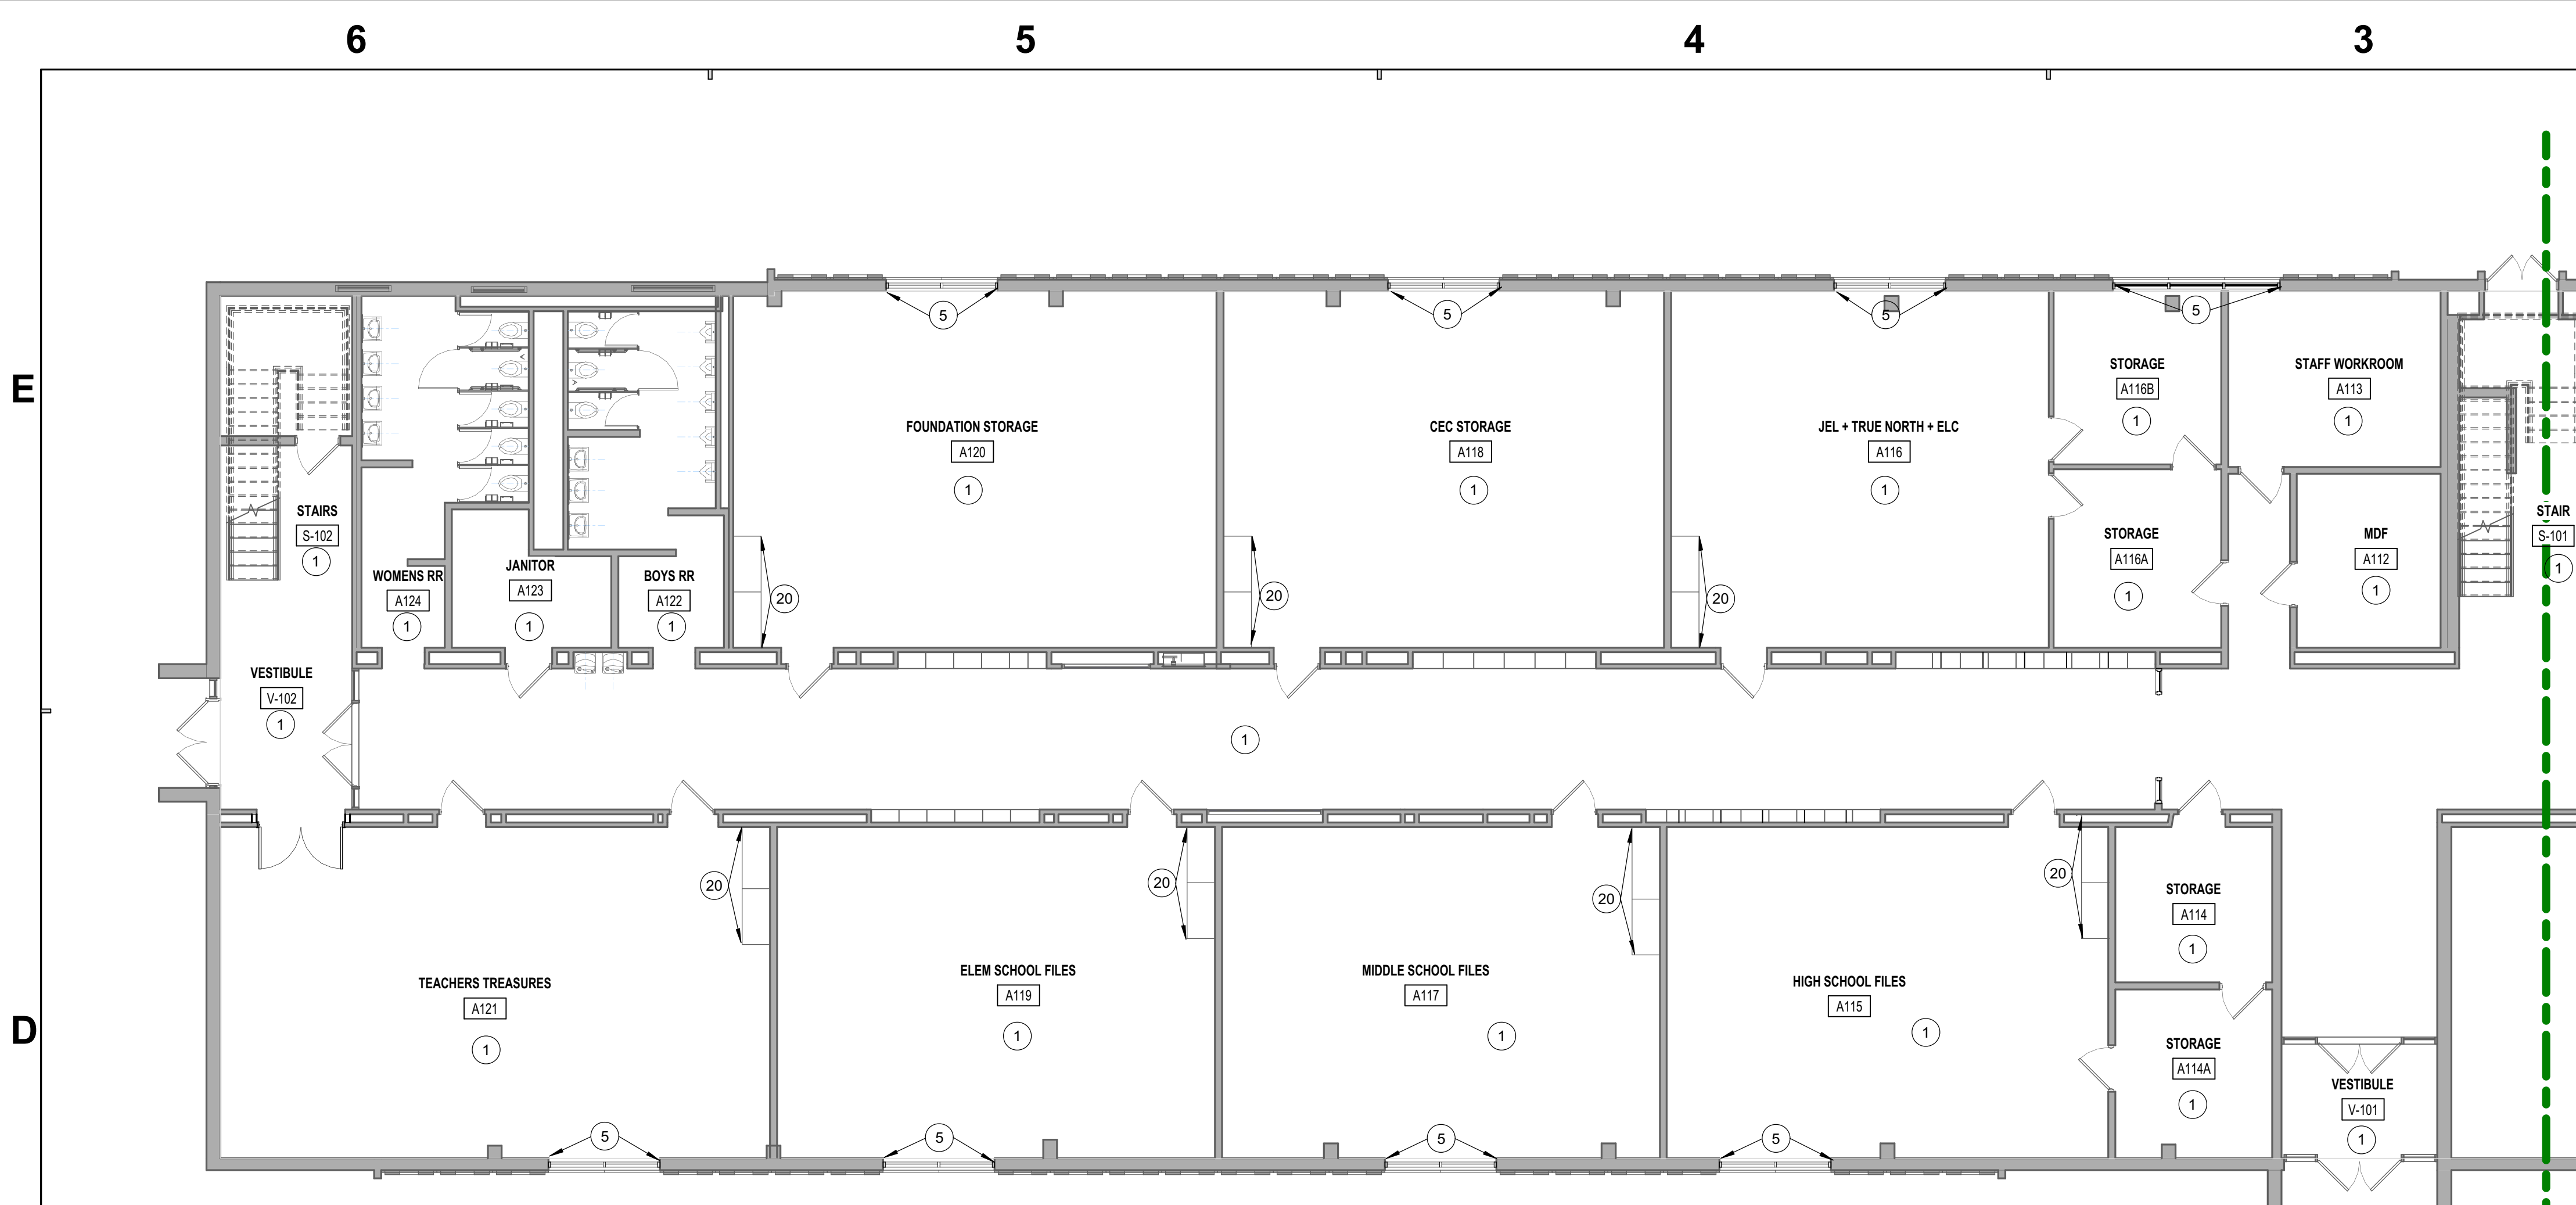 6 5 4 3
E
D
5 5 5 5
FOUNDATION STORAGE
A120
1
CEC STORAGE
A118
1
JEL + TRUE NORTH + ELC
A116
1
STORAGE
A116B
1
STAFF WORKROOM
A113
1
STAIRS
S-102
1
WOMENS RR
A124
1
JANITOR
A123
1
BOYS RR
A122
1
20
20
20
STORAGE
A116A
1
MDF
A112
1
STAIR
S-101
1
VESTIBULE
V-102
1
1
20
20
20
20
TEACHERS TREASURES
A121
1
ELEM SCHOOL FILES
A119
1
MIDDLE SCHOOL FILES
A117
1
HIGH SCHOOL FILES
A115
1
STORAGE
A114
1
STORAGE
A114A
1
VESTIBULE
V-101
1
5 5 5 5